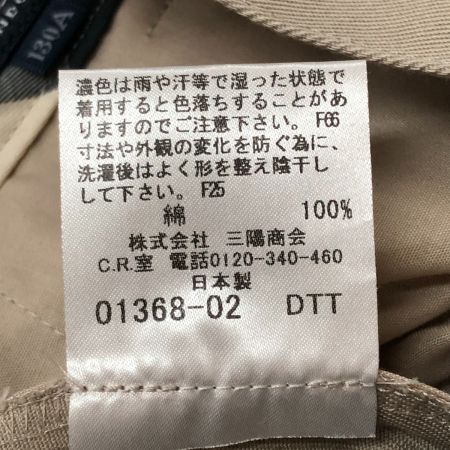 130A
濃色は雨や汗等で湿った状態で
着用すると色落ちすることがあ
りますのでご注意下さい。 F66
寸法や外観の変化を防ぐ為に、
洗濯後はよく形を整え陰干し
して下さい。 F25
綿 100%
株式会社 三陽商会
C.R.室 電話0120-340-460
日本製
01368-02 DTT